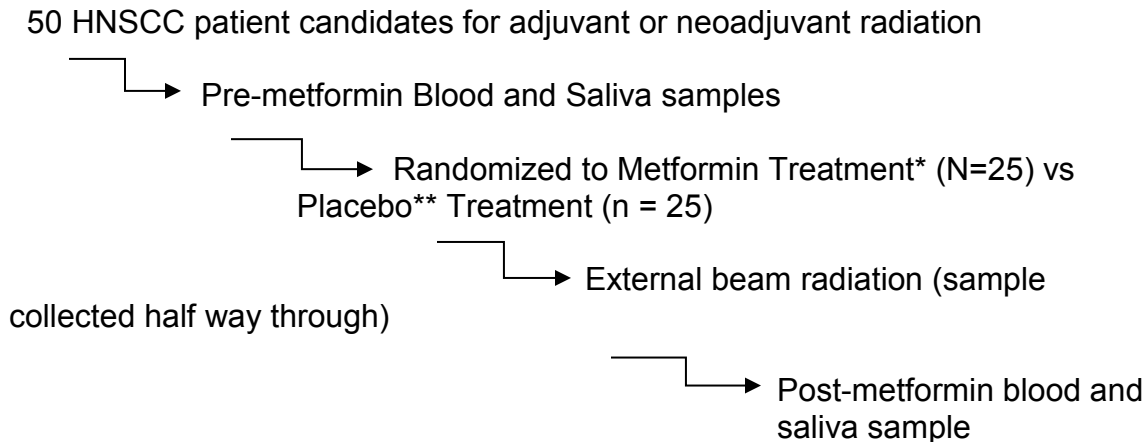 50 HNSCC patient candidates for adjuvant or neoadjuvant radiation
Pre-metformin Blood and Saliva samples
Randomized to Metformin Treatment* (N=25) vs
Placebo** Treatment (n = 25)
External beam radiation (sample
collected half way through)
Post-metformin blood and
saliva sample